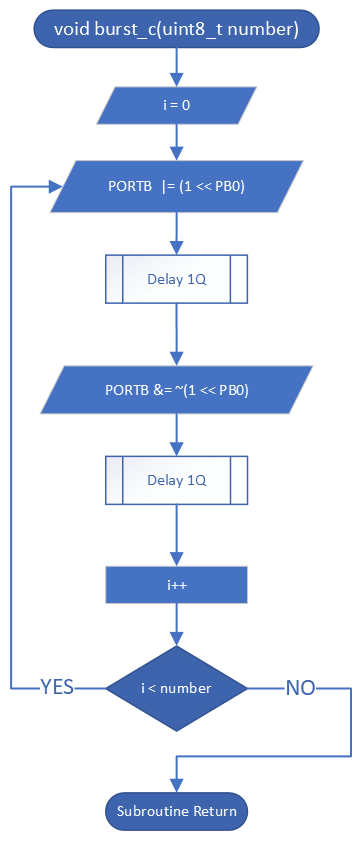 void burst_c(uint8_t number)
i = 0
PORTB |= (1 << PB0)
Delay 1Q
PORTB &= ~(1 << PB0)
Delay 1Q
i++
i < number
YES
NO
Subroutine Return